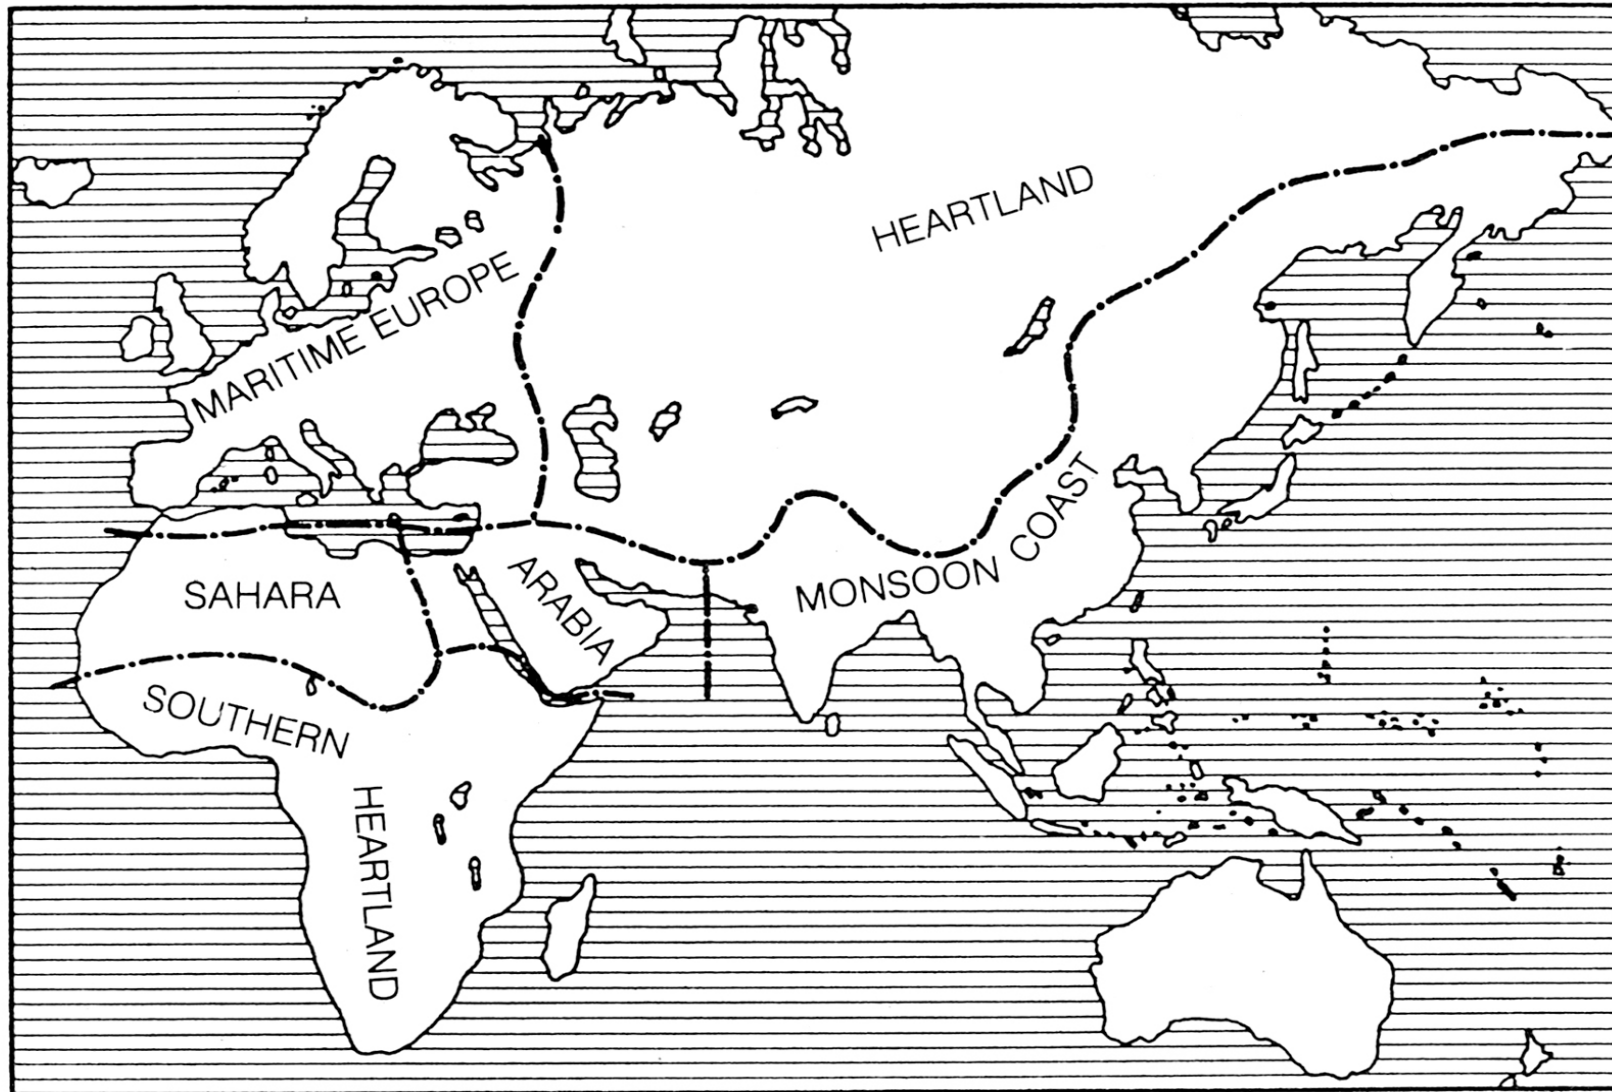 HEARTLAND
MARITIME EUROPE
MONSOON COAST
ARABIA
SAHARA
SOUTHERN
HEARTLAND